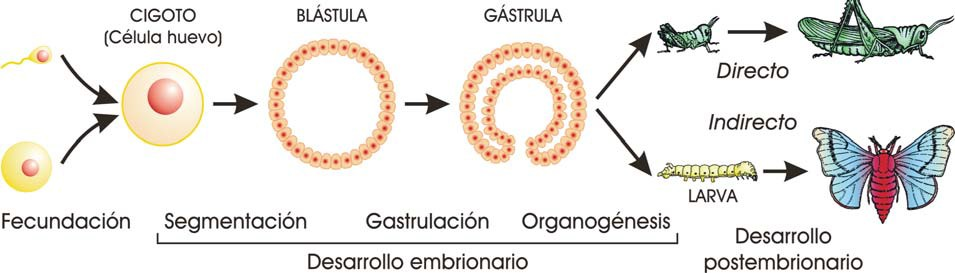 CIGOTO
(Célula huevo)
BLÁSTULA
GÁSTRULA
Directo
Indirecto
LARVA
Fecundación
Segmentación
Gastrulación
Organogénesis
Desarrollo embrionario
Desarrollo
postembrionario